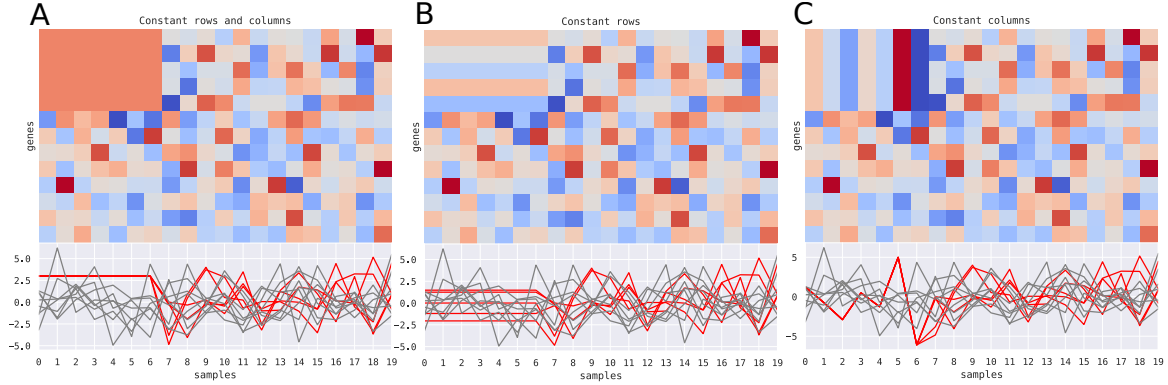 A
Constant rows and columns
genes
5.0
2.5
0.0
−2.5
−5.0
0 1 2 3 4 5 6 7 8 9 10 11 12 13 14 15 16 17 18 19
samples
B
Constant rows
genes
5.0
2.5
0.0
−2.5
−5.0
0 1 2 3 4 5 6 7 8 9 10 11 12 13 14 15 16 17 18 19
samples
C
Constant columns
genes
5
0
−5
0 1 2 3 4 5 6 7 8 9 10 11 12 13 14 15 16 17 18 19
samples